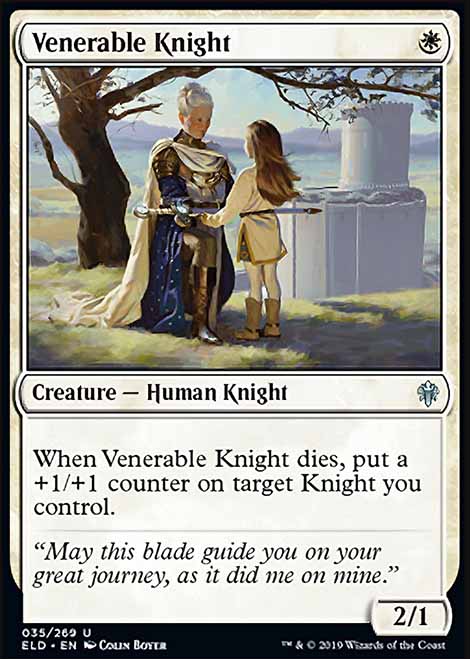 Venerable Knight
Creature — Human Knight
When Venerable Knight dies, put a
+1/+1 counter on target Knight you
control.
“May this blade guide you on your
great journey, as it did me on mine.”
2/1
035/269 U
ELD • EN Colin Boyer
™ & © 2019 Wizards of the Coast